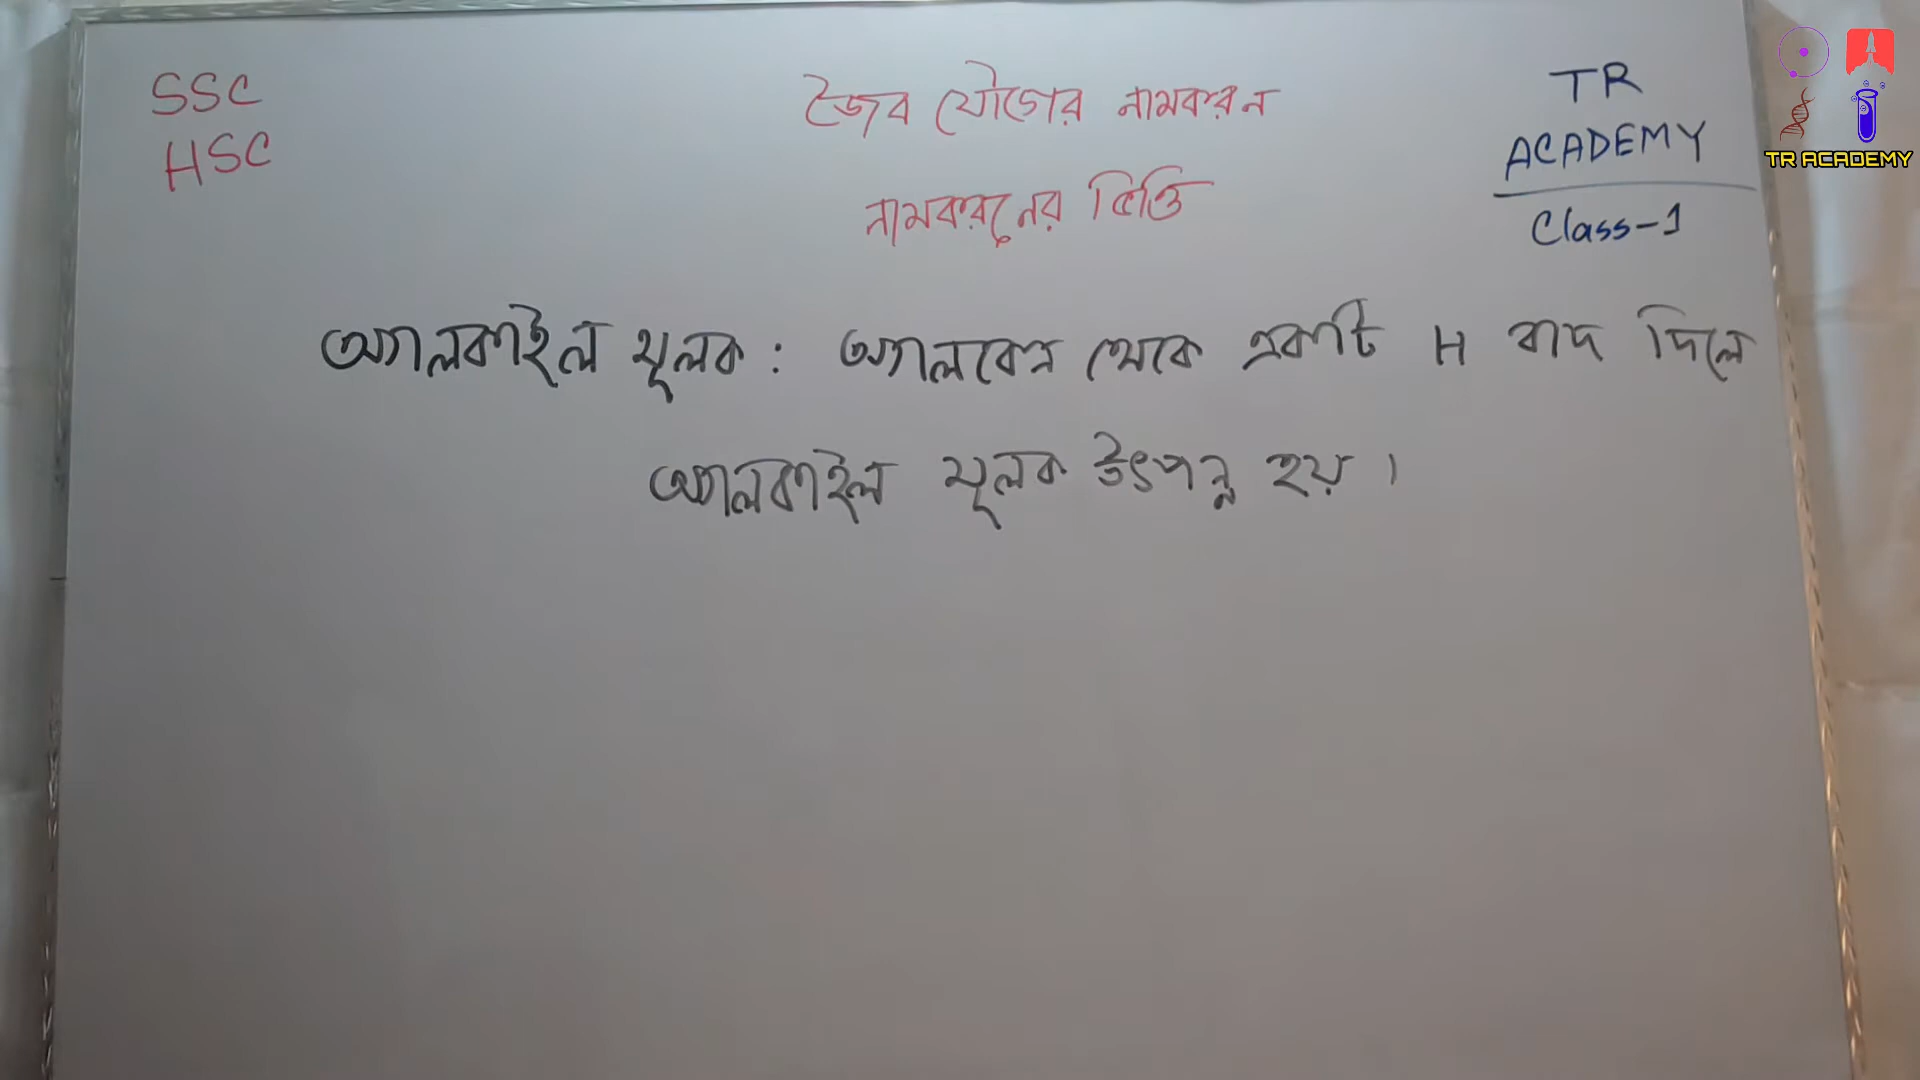 SSC
HSC
জৈব যৌগের নামকরন
নামকরনের ভিত্তি
TR
ACADEMY
Class-1
TR ACADEMY
অ্যালকাইল মূলক : অ্যালকেন থেকে একটি H বাদ দিলে
অ্যালকাইল মূলক উৎপন্ন হয় ।